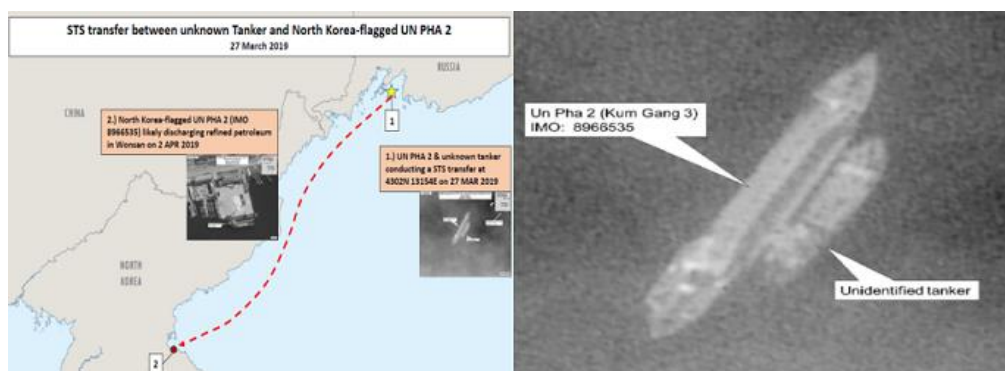 STS transfer between unknown Tanker and North Korea-flagged UN PHA 2
27 March 2019
RUSSIA
CHINA
1
2.) North Korea-flagged UN PHA 2 (IMO
8966535) likely discharging refined petroleum
in Wonsan on 2 APR 2019
1.) UN PHA 2 & unknown tanker
conducting a STS transfer at
4302N 13154E on 27 MAR 2019
NORTH
KOREA
2
Un Pha 2 (Kum Gang 3)
IMO: 8966535
Unidentified tanker